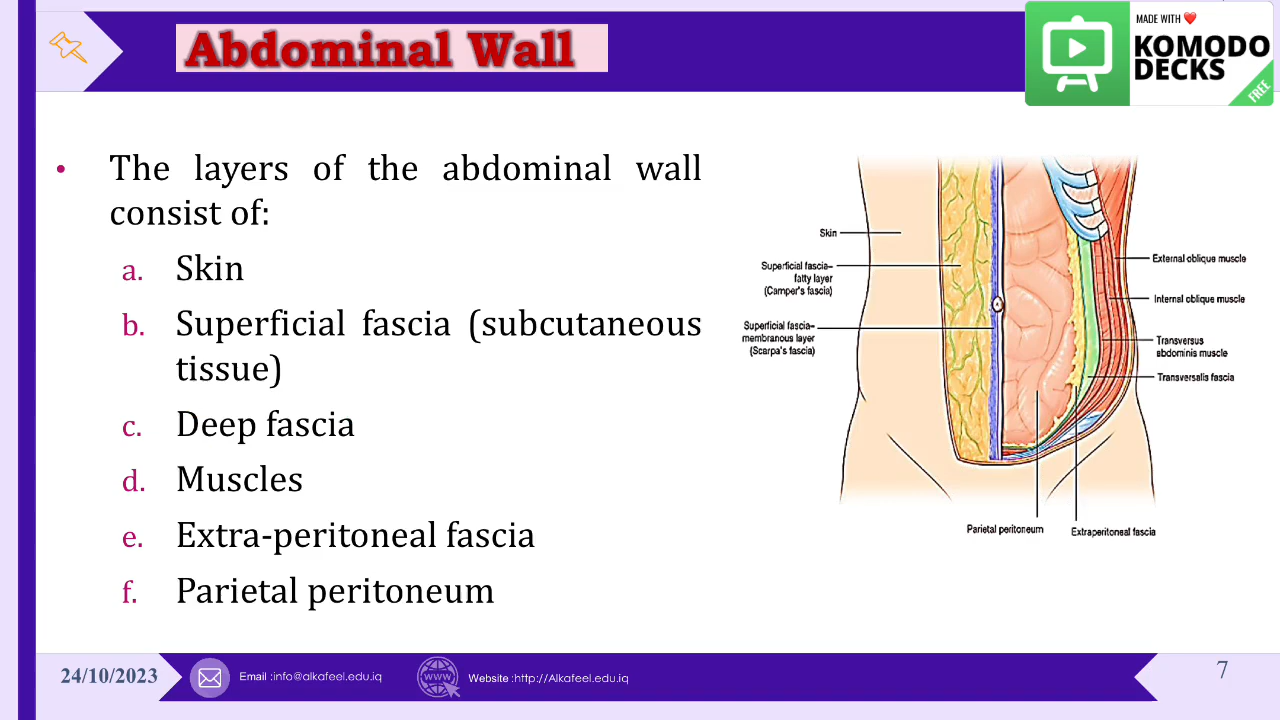 Abdominal Wall
MADE WITH ❤️
KOMODO
DECKS
FREE
• The layers of the abdominal wall
consist of:
a. Skin
b. Superficial fascia (subcutaneous
tissue)
c. Deep fascia
d. Muscles
e. Extra-peritoneal fascia
f. Parietal peritoneum
Skin
Superficial fascia–
fatty layer
(Camper's fascia)
Superficial fascia–
membranous layer
(Scarpa's fascia)
External oblique muscle
Internal oblique muscle
Transversus
abdominis muscle
Transversalis fascia
Parietal peritoneum
Extraperitoneal fascia
24/10/2023
Email :info@alkafeel.edu.iq
WWW
Website :http://Alkafeel.edu.iq
7